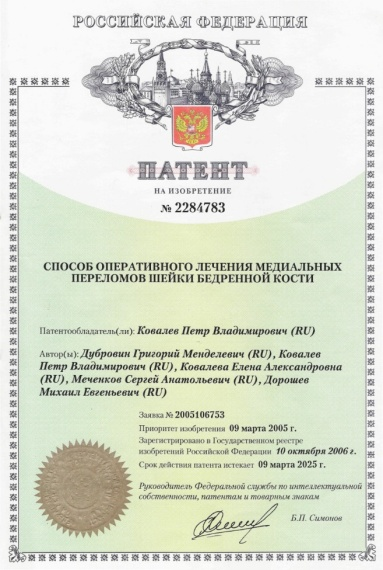 РОССИЙСКАЯ ФЕДЕРАЦИЯ
ПАТЕНТ
НА ИЗОБРЕТЕНИЕ
№ 2284783
СПОСОБ ОПЕРАТИВНОГО ЛЕЧЕНИЯ МЕДИАЛЬНЫХ
ПЕРЕЛОМОВ ШЕЙКИ БЕДРЕННОЙ КОСТИ
Патентообладатель(ли): Ковалев Петр Владимирович (RU)
Автор(ы): Дубровин Григорий Менделевич (RU), Ковалев
Петр Владимирович (RU), Ковалева Елена Александровна
(RU), Меченков Сергей Анатольевич (RU), Дорошев
Михаил Евгеньевич (RU)
Заявка № 2005106753
Приоритет изобретения 09 марта 2005 г.
Зарегистрировано в Государственном реестре
изобретений Российской Федерации 10 октября 2006 г.
Срок действия патента истекает 09 марта 2025 г.
Руководитель Федеральной службы по интеллектуальной
собственности, патентам и товарным знакам
Б.П. Симонов